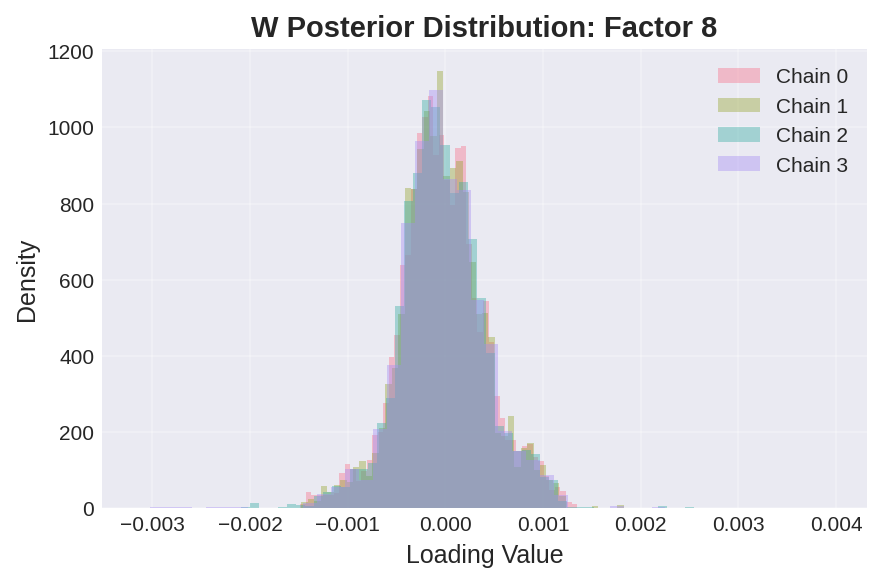 W Posterior Distribution: Factor 8
1200
1000
800
600
400
200
0
Density
Chain 0
Chain 1
Chain 2
Chain 3
−0.003 −0.002 −0.001 0.000 0.001 0.002 0.003 0.004
Loading Value